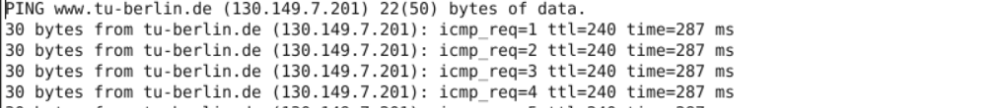 PING www.tu-berlin.de (130.149.7.201) 22(50) bytes of data.
30 bytes from tu-berlin.de (130.149.7.201): icmp_req=1 ttl=240 time=287 ms
30 bytes from tu-berlin.de (130.149.7.201): icmp_req=2 ttl=240 time=287 ms
30 bytes from tu-berlin.de (130.149.7.201): icmp_req=3 ttl=240 time=287 ms
30 bytes from tu-berlin.de (130.149.7.201): icmp_req=4 ttl=240 time=287 ms